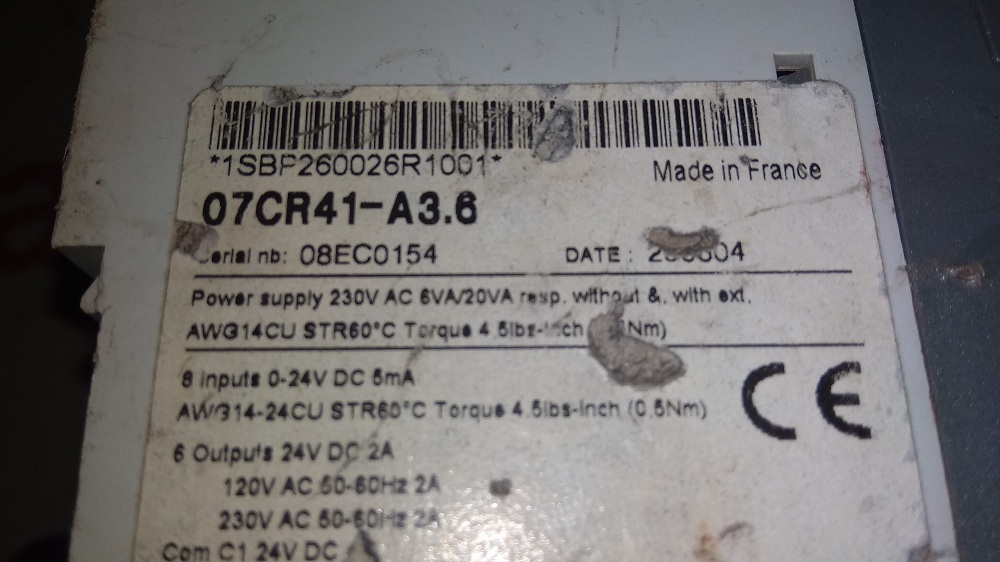 *1SBP260026R1001*
Made in France
07CR41-A3.6
nb: 08EC0154
DATE :
Power supply 230V AC 6VA/20VA resp. without &. with ext.
AWG14CU STR60°C Torque 4.5lbs-inch
8 inputs 0-24V DC 5mA
AWG14-24CU STR60°C Torque 4.5lbs-inch (0.5Nm)
6 Outputs 24V DC 2A
120V AC 50-60Hz 2A
230V AC 50-60Hz 2A
Com C1 24V DC
CE